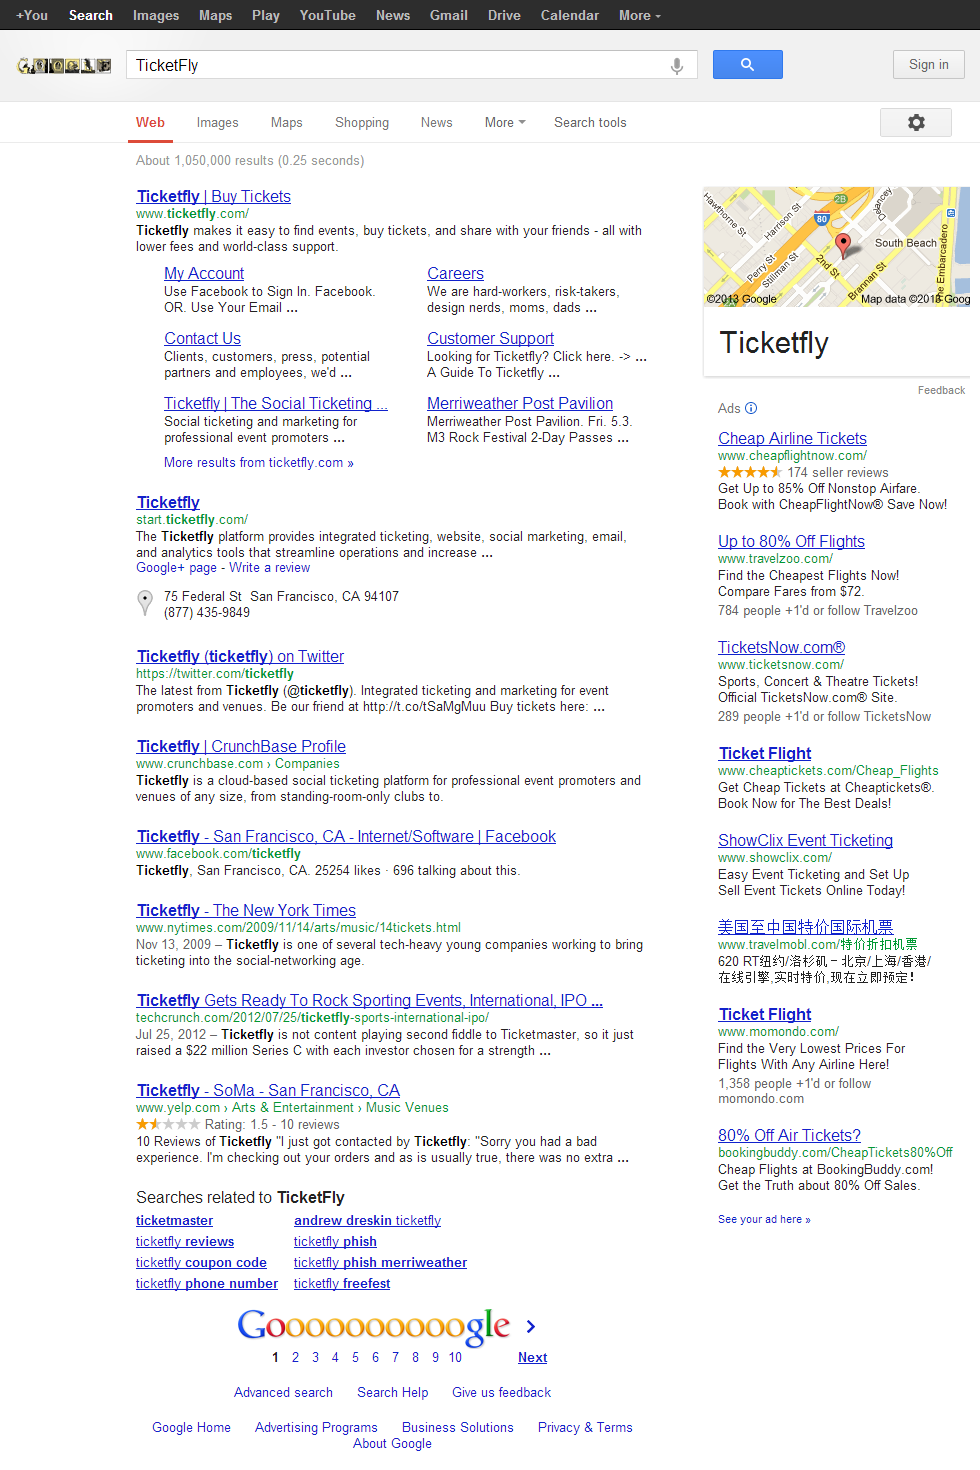 +You Search Images Maps Play YouTube News Gmail Drive Calendar More
TicketFly
Sign in
Web Images Maps Shopping News More Search tools
About 1,050,000 results (0.25 seconds)
Ticketfly | Buy Tickets
www.ticketfly.com/
Ticketfly makes it easy to find events, buy tickets, and share with your friends - all with
lower fees and world-class support.
My Account
Use Facebook to Sign In. Facebook.
OR. Use Your Email ...
Careers
We are hard-workers, risk-takers,
design nerds, moms, dads ...
Contact Us
Clients, customers, press, potential
partners and employees, we'd ...
Customer Support
Looking for Ticketfly? Click here. -> ...
A Guide To Ticketfly ...
Ticketfly | The Social Ticketing ...
Social ticketing and marketing for
professional event promoters ...
Merriweather Post Pavilion
Merriweather Post Pavilion. Fri. 5.3.
M3 Rock Festival 2-Day Passes ...
More results from ticketfly.com »
Ticketfly
start.ticketfly.com/
The Ticketfly platform provides integrated ticketing, website, social marketing, email,
and analytics tools that streamline operations and increase ...
Google+ page - Write a review
75 Federal St San Francisco, CA 94107
(877) 435-9849
Ticketfly (ticketfly) on Twitter
https://twitter.com/ticketfly
The latest from Ticketfly (@ticketfly). Integrated ticketing and marketing for event
promoters and venues. Be our friend at http://t.co/tSaMgMuu Buy tickets here: ...
Ticketfly | CrunchBase Profile
www.crunchbase.com › Companies
Ticketfly is a cloud-based social ticketing platform for professional event promoters and
venues of any size, from standing-room-only clubs to.
Ticketfly - San Francisco, CA - Internet/Software | Facebook
www.facebook.com/ticketfly
Ticketfly, San Francisco, CA. 25254 likes · 696 talking about this.
Ticketfly - The New York Times
www.nytimes.com/2009/11/14/arts/music/14tickets.html
Nov 13, 2009 – Ticketfly is one of several tech-heavy young companies working to bring
ticketing into the social-networking age.
Ticketfly Gets Ready To Rock Sporting Events, International, IPO ...
techcrunch.com/2012/07/25/ticketfly-sports-international-ipo/
Jul 25, 2012 – Ticketfly is not content playing second fiddle to Ticketmaster, so it just
raised a $22 million Series C with each investor chosen for a strength ...
Ticketfly - SoMa - San Francisco, CA
www.yelp.com › Arts & Entertainment › Music Venues
Rating: 1.5 - 10 reviews
10 Reviews of Ticketfly "I just got contacted by Ticketfly: "Sorry you had a bad
experience. I'm checking out your orders and as is usually true, there was no extra ...
Searches related to TicketFly
ticketmaster
ticketfly reviews
ticketfly coupon code
ticketfly phone number
andrew dreskin ticketfly
ticketfly phish
ticketfly phish merriweather
ticketfly freefest
Hawthorne St
Harrison St
2B
Delancey
80
South Beach
The Embarcadero
Perry St
Stillman St
2nd St
Brannan St
©2013 Google
Map data ©2013 Goog
Ticketfly
Feedback
Ads
Cheap Airline Tickets
www.cheapflightnow.com/
174 seller reviews
Get Up to 85% Off Nonstop Airfare.
Book with CheapFlightNow® Save Now!
Up to 80% Off Flights
www.travelzoo.com/
Find the Cheapest Flights Now!
Compare Fares from $72.
784 people +1'd or follow Travelzoo
TicketsNow.com®
www.ticketsnow.com/
Sports, Concert & Theatre Tickets!
Official TicketsNow.com® Site.
289 people +1'd or follow TicketsNow
Ticket Flight
www.cheaptickets.com/Cheap_Flights
Get Cheap Tickets at Cheaptickets®.
Book Now for The Best Deals!
ShowClix Event Ticketing
www.showclix.com/
Easy Event Ticketing and Set Up
Sell Event Tickets Online Today!
美国至中国特价国际机票
www.travelmobl.com/特价折扣机票
620 RT纽约/洛杉矶 – 北京/上海/香港/
在线引擎,实时特价,现在立即预定!
Ticket Flight
www.momondo.com/
Find the Very Lowest Prices For
Flights With Any Airline Here!
1,358 people +1'd or follow
momondo.com
80% Off Air Tickets?
bookingbuddy.com/CheapTickets80%Off
Cheap Flights at BookingBuddy.com!
Get the Truth about 80% Off Sales.
See your ad here »
Goooooooooogle
1 2 3 4 5 6 7 8 9 10 Next
Advanced search Search Help Give us feedback
Google Home Advertising Programs Business Solutions Privacy & Terms
About Google